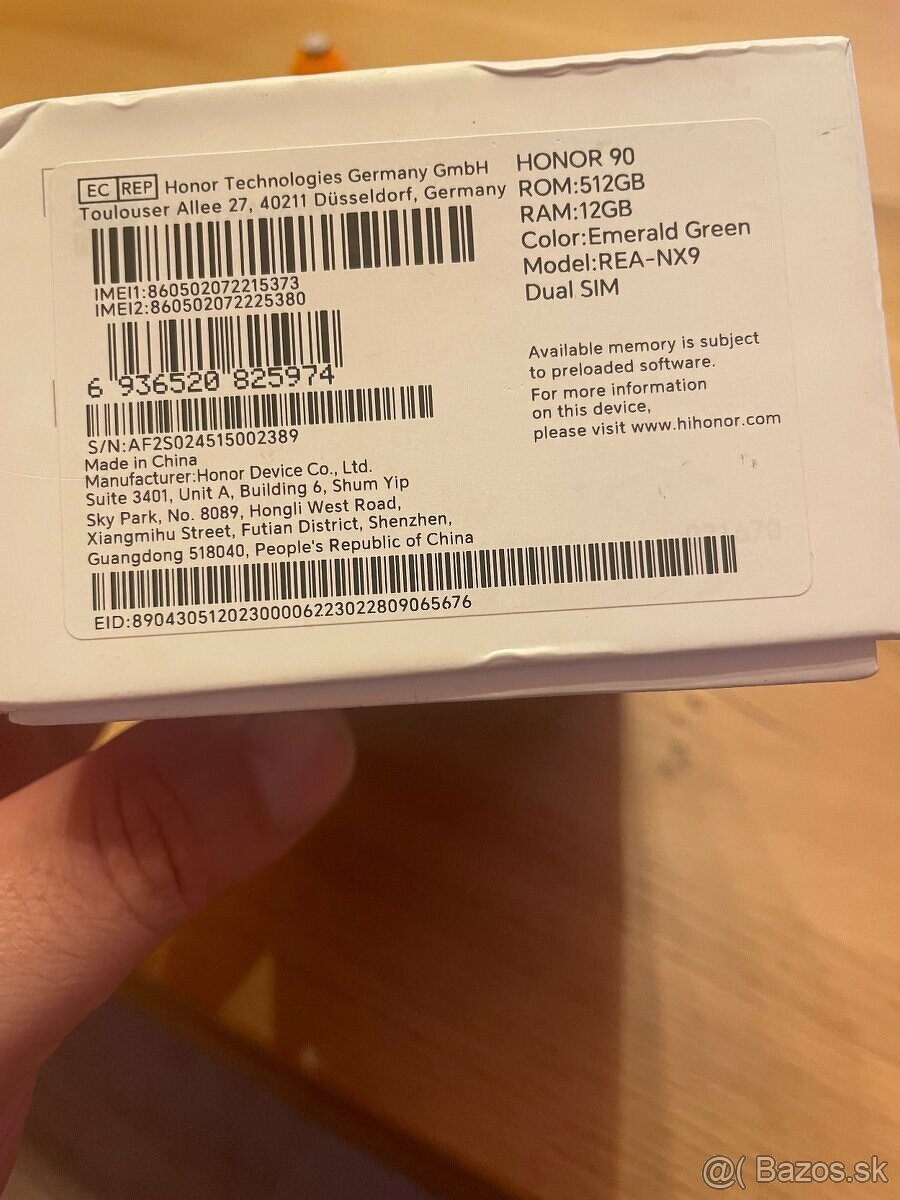 EC REP Honor Technologies Germany GmbH
Toulouser Allee 27, 40211 Düsseldorf, Germany
IMEI1:860502072215373
IMEI2:860502072225380
6 936520 825974
S/N:AF2S024515002389
Made in China
Manufacturer:Honor Device Co., Ltd.
Suite 3401, Unit A, Building 6, Shum Yip
Sky Park, No. 8089, Hongli West Road,
Xiangmihu Street, Futian District, Shenzhen,
Guangdong 518040, People's Republic of China
EID:89043051202300006223022809065676
HONOR 90
ROM:512GB
RAM:12GB
Color:Emerald Green
Model:REA-NX9
Dual SIM
Available memory is subject
to preloaded software.
For more information
on this device,
please visit www.hihonor.com
@( Bazos.sk